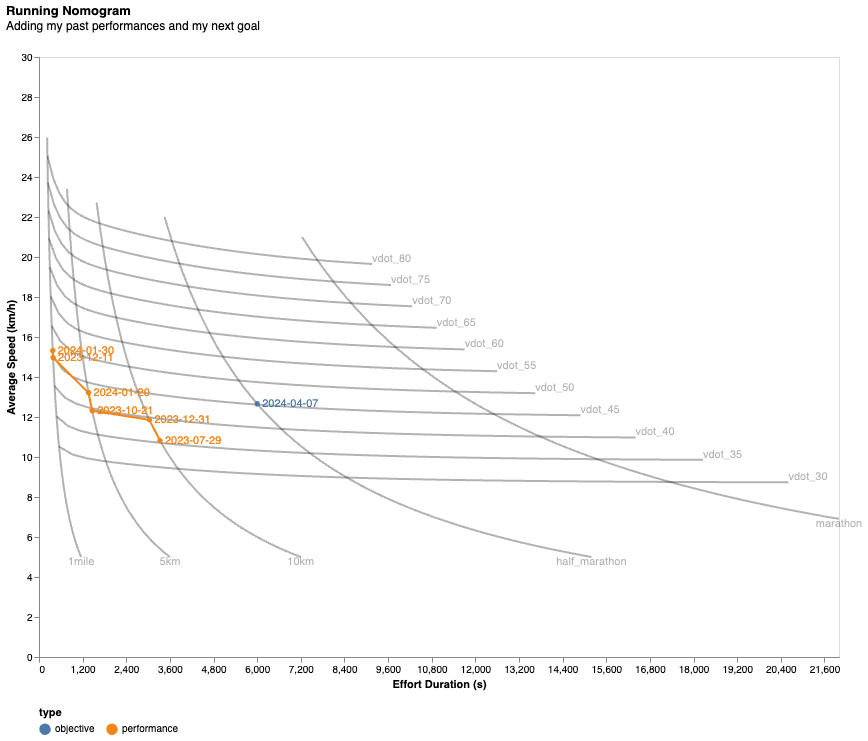 Running Nomogram
Adding my past performances and my next goal
30
28
26
24
22
20
18
16
14
12
10
8
6
4
2
0
Average Speed (km/h)
vdot_80
vdot_75
vdot_70
vdot_65
vdot_60
vdot_55
vdot_50
vdot_45
vdot_40
vdot_35
vdot_30
2024-01-30
2023-12-11
2024-01-20
2023-10-21
2023-12-31
2023-07-29
2024-04-07
marathon
1mile
5km
10km
half_marathon
0 1,200 2,400 3,600 4,800 6,000 7,200 8,400 9,600 10,800 12,000 13,200 14,400 15,600 16,800 18,000 19,200 20,400 21,600
Effort Duration (s)
type
objective performance